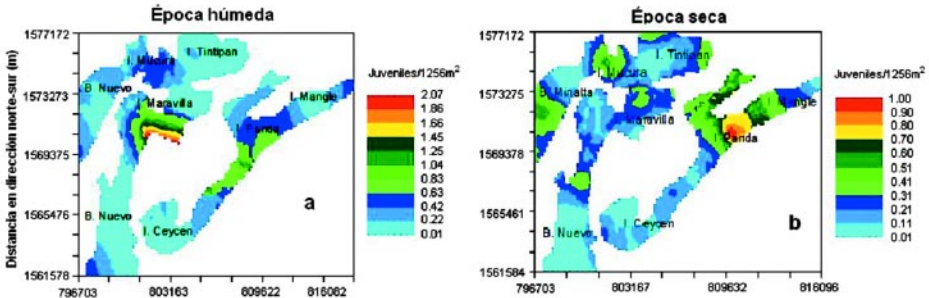 Época húmeda
Distancia en dirección norte-sur (m)
1577172
1573273
1569375
1565476
1561578
796703
803163
809622
816082
I. Múcura
I. Tintipan
B. Nuevo
I. Maravilla
I. Mangle
I. Panda
B. Nuevo
I. Ceycen
a
Juveniles/1256m²
2.07
1.86
1.66
1.45
1.25
1.04
0.83
0.63
0.42
0.22
0.01
Época seca
1577172
1573275
1569378
1565461
1561584
796703
803167
809632
816096
I. Múcura
I. Tintipan
B. Minalta
Maravilla
I. Mangle
I. Panda
B. Nuevo
I. Ceycen
b
Juveniles/1256m²
1.00
0.90
0.80
0.70
0.60
0.51
0.41
0.31
0.21
0.11
0.01